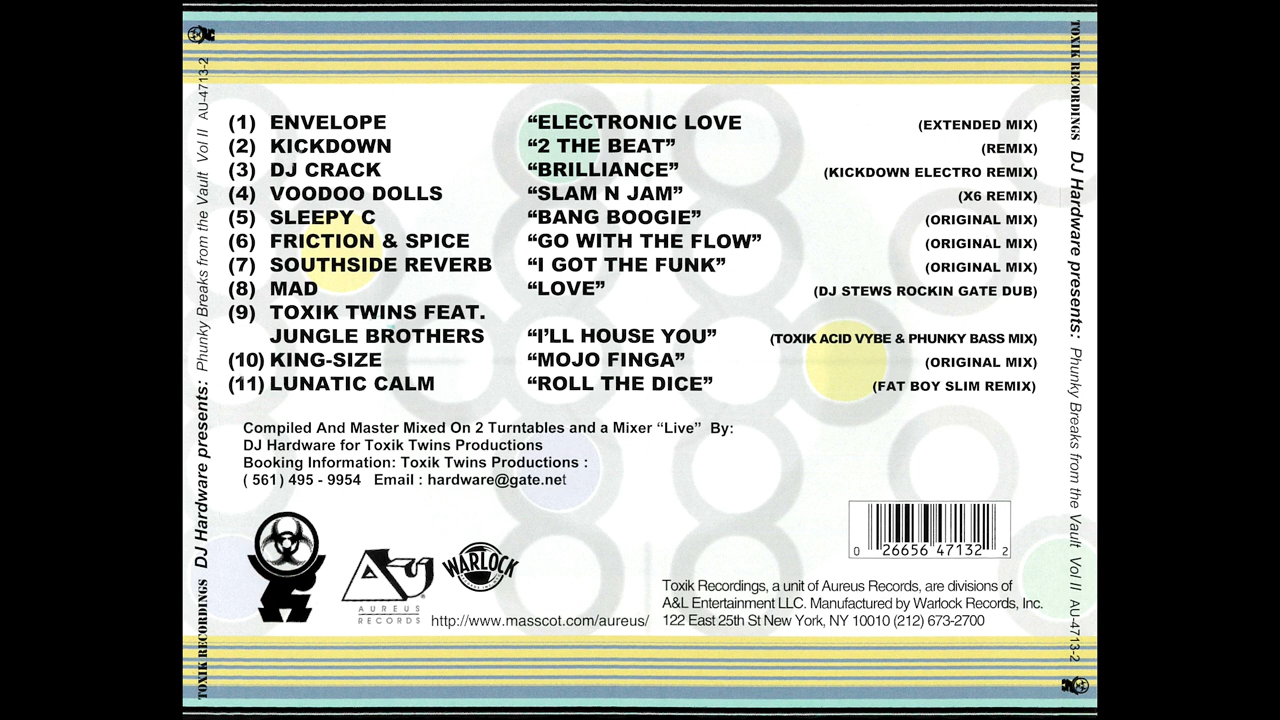 (1) ENVELOPE “ELECTRONIC LOVE (EXTENDED MIX)
(2) KICKDOWN “2 THE BEAT” (REMIX)
(3) DJ CRACK “BRILLIANCE” (KICKDOWN ELECTRO REMIX)
(4) VOODOO DOLLS “SLAM N JAM” (X6 REMIX)
(5) SLEEPY C “BANG BOOGIE” (ORIGINAL MIX)
(6) FRICTION & SPICE “GO WITH THE FLOW” (ORIGINAL MIX)
(7) SOUTHSIDE REVERB “I GOT THE FUNK” (ORIGINAL MIX)
(8) MAD “LOVE” (DJ STEWS ROCKIN GATE DUB)
(9) TOXIK TWINS FEAT.
JUNGLE BROTHERS “I’LL HOUSE YOU” (TOXIK ACID VYBE & PHUNKY BASS MIX)
(10) KING-SIZE “MOJO FINGA” (ORIGINAL MIX)
(11) LUNATIC CALM “ROLL THE DICE” (FAT BOY SLIM REMIX)
Compiled And Master Mixed On 2 Turntables and a Mixer “Live” By:
DJ Hardware for Toxik Twins Productions
Booking Information: Toxik Twins Productions :
( 561) 495 - 9954 Email : hardware@gate.net
0 26656 47132 2
AU
AUREUS
RECORDS
WARLOCK
http://www.masscot.com/aureus/
Toxik Recordings, a unit of Aureus Records, are divisions of
A&L Entertainment LLC. Manufactured by Warlock Records, Inc.
122 East 25th St New York, NY 10010 (212) 673-2700
TOXIK RECORDINGS DJ Hardware presents: Phunky Breaks from the Vault Vol II AU-4713-2
TOXIK RECORDINGS DJ Hardware presents: Phunky Breaks from the Vault Vol II AU-4713-2